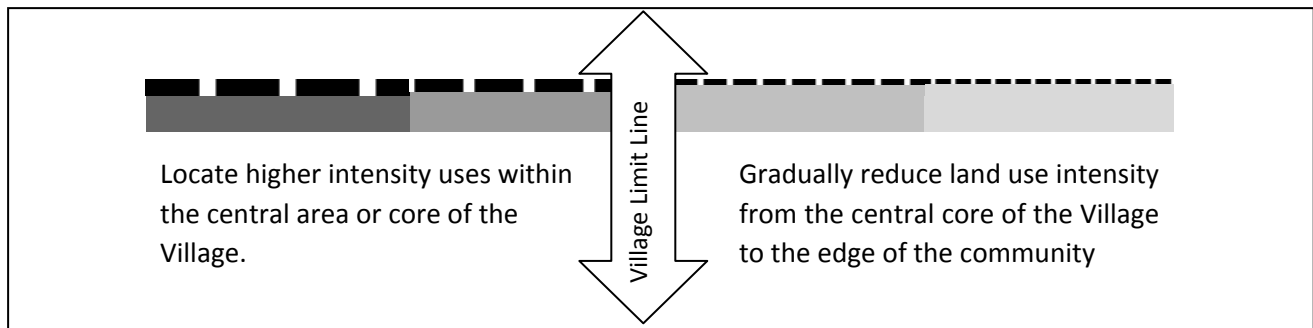 Locate higher intensity uses within
the central area or core of the
Village.
Village Limit Line
Gradually reduce land use intensity
from the central core of the Village
to the edge of the community